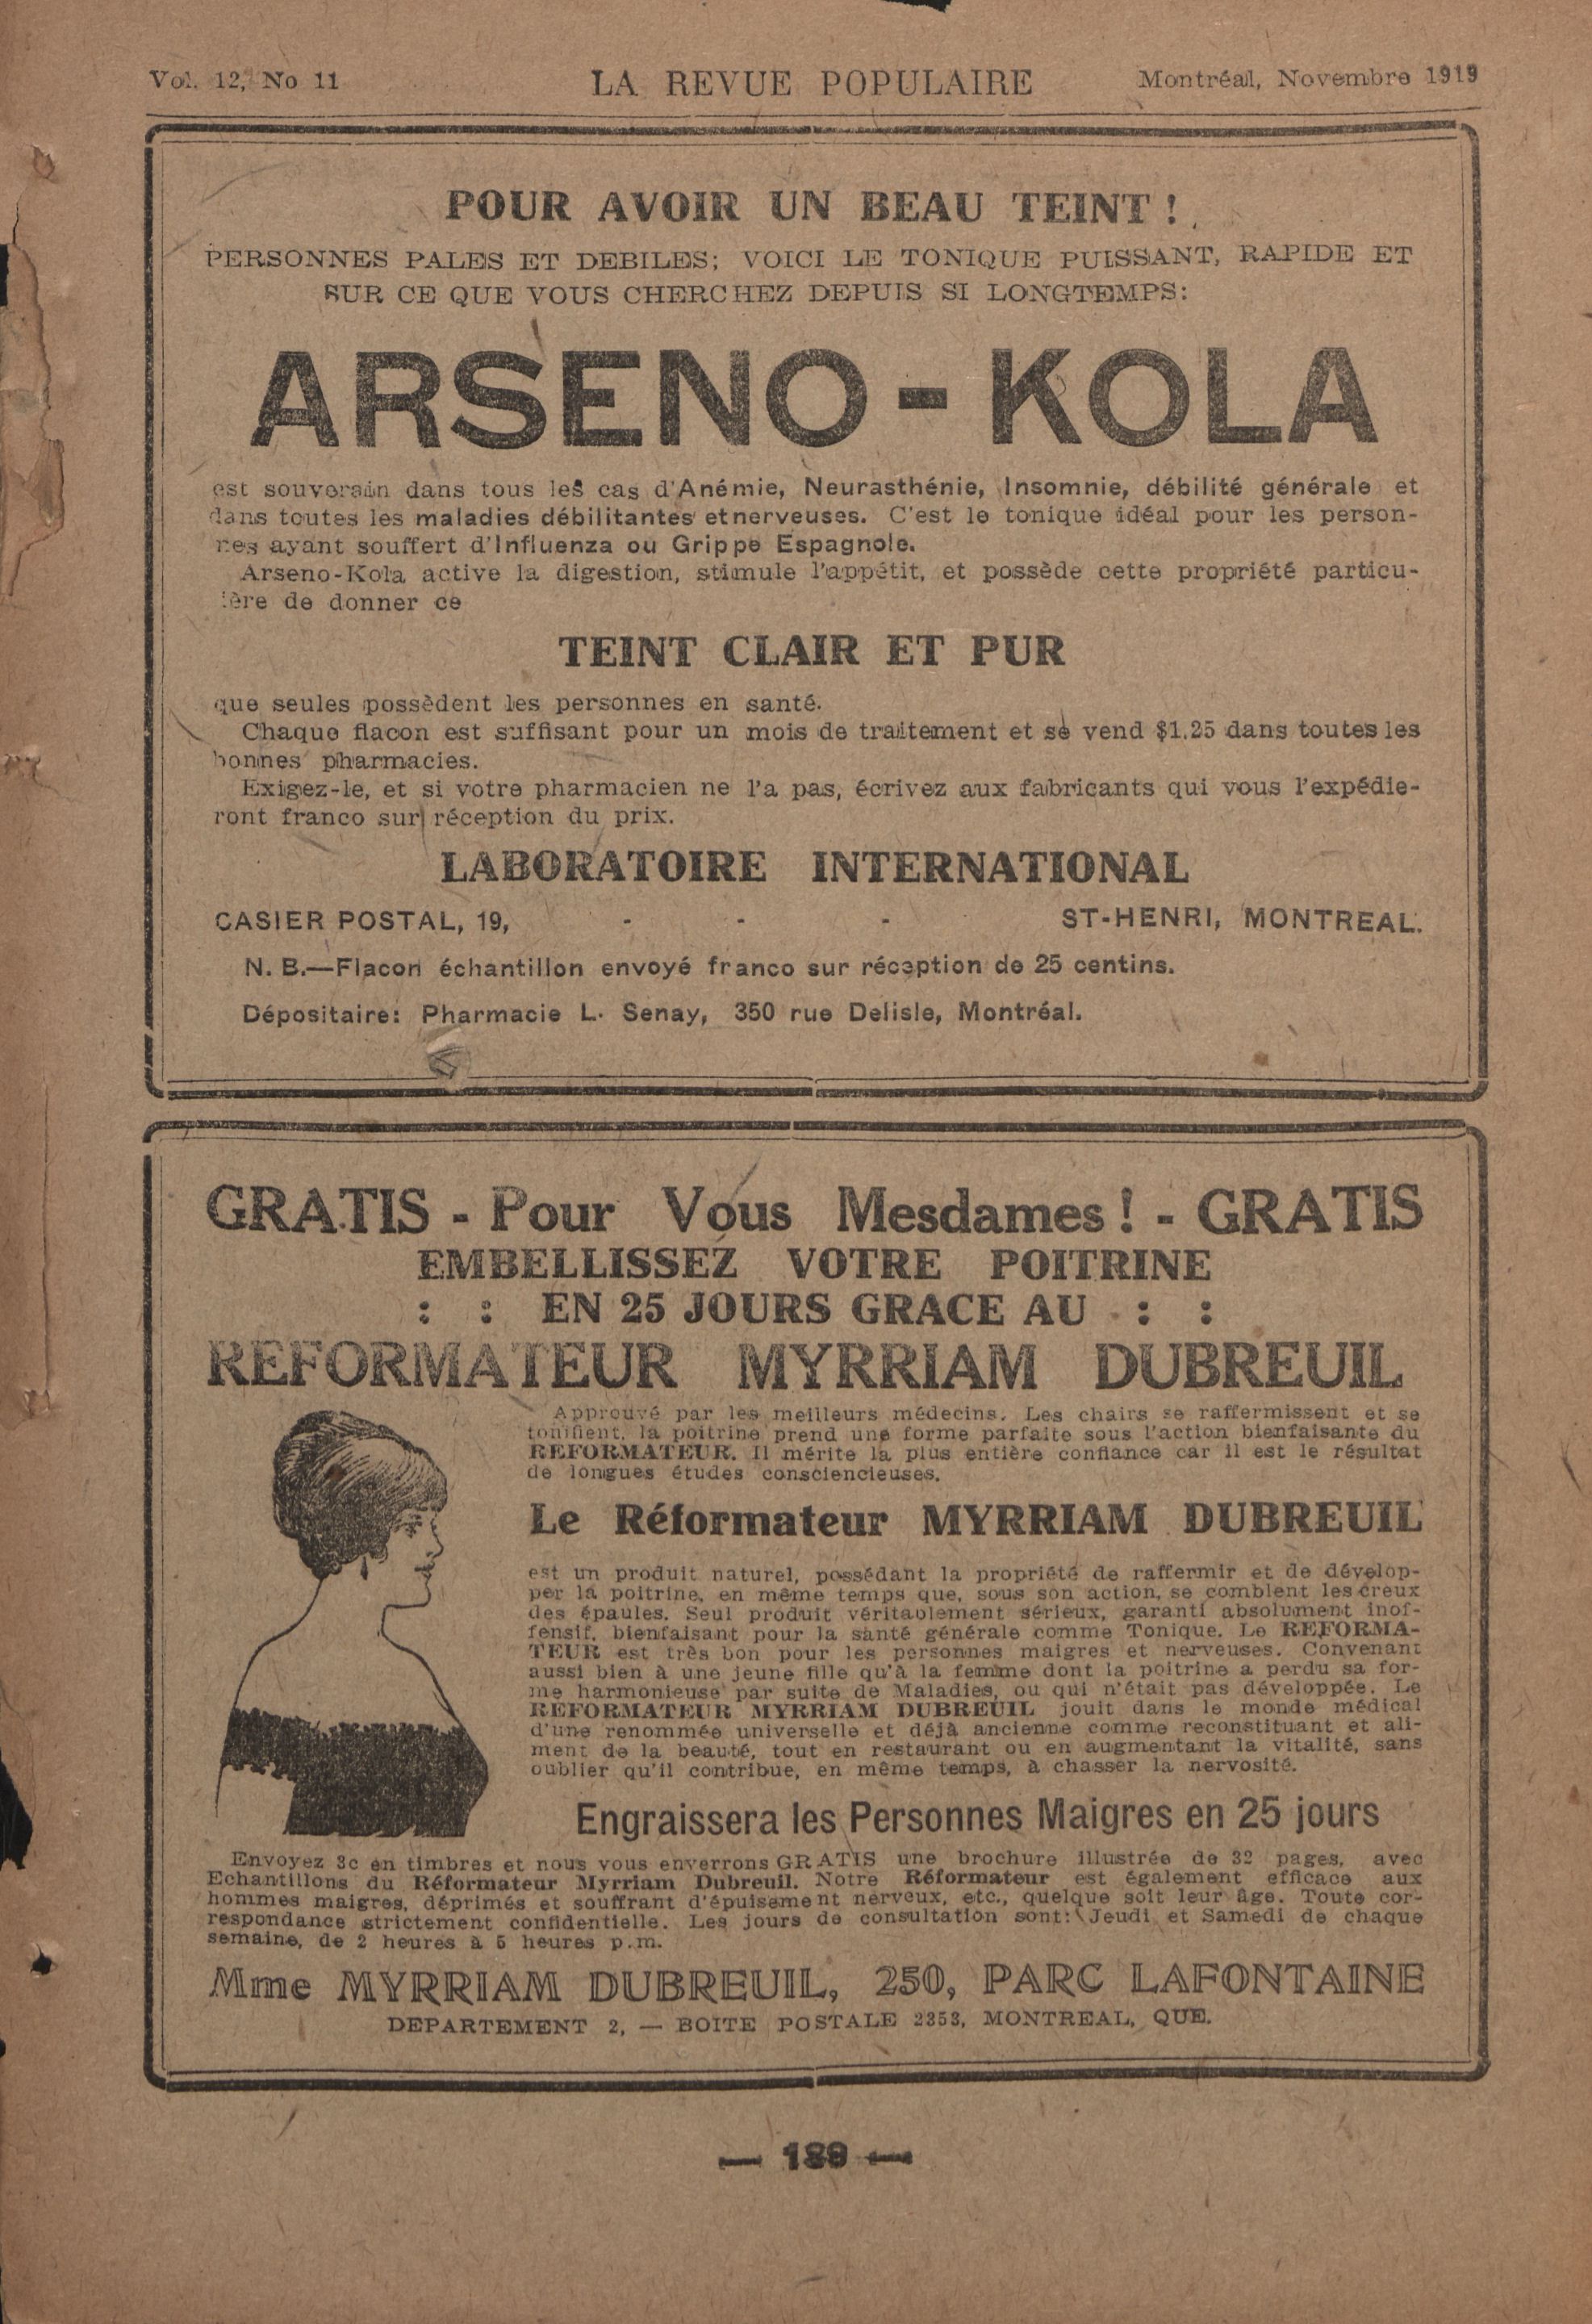 Vol. 12, No 11
LA REVUE POPULAIRE
Montréal, Novembre 1919
POUR AVOIR UN BEAU TEINT !
PERSONNES PALES ET DEBILES; VOICI LE TONIQUE PUISSANT, RAPIDE ET
SUR CE QUE VOUS CHERCHEZ DEPUIS SI LONGTEMPS:
ARSENO - KOLA
est souverain dans tous les cas d'Anémie, Neurasthénie, Insomnie, débilité générale et
dans toutes les maladies débilitantes et nerveuses. C'est le tonique idéal pour les person-
nes ayant souffert d'Influenza ou Grippe Espagnole.
Arseno-Kola active la digestion, stimule l'appétit, et possède cette propriété particu-
lère de donner ce
TEINT CLAIR ET PUR
que seules possèdent les personnes en santé.
Chaque flacon est suffisant pour un mois de traitement et se vend $1.25 dans toutes les
bonnes pharmacies.
Exigez-le, et si votre pharmacien ne l'a pas, écrivez aux fabricants qui vous l'expédie-
ront franco sur réception du prix.
LABORATOIRE INTERNATIONAL
CASIER POSTAL, 19, - - - ST-HENRI, MONTREAL.
N. B.—Flacon échantillon envoyé franco sur réception de 25 centins.
Dépositaire: Pharmacie L. Senay, 350 rue Delisle, Montréal.
GRATIS - Pour Vous Mesdames ! - GRATIS
EMBELLISSEZ VOTRE POITRINE
: : EN 25 JOURS GRACE AU : :
REFORMATEUR MYRRIAM DUBREUIL
Approuvé par les meilleurs médecins. Les chairs se raffermissent et se
tonifient, la poitrine prend une forme parfaite sous l'action bienfaisante du
REFORMATEUR. Il mérite la plus entière confiance car il est le résultat
de longues études consciencieuses.
Le Réformateur MYRRIAM DUBREUIL
est un produit naturel, possédant la propriété de raffermir et de dévelop-
per la poitrine, en même temps que, sous son action, se comblent les creux
des épaules. Seul produit véritablement sérieux, garanti absolument inof-
fensif, bienfaisant pour la santé générale comme Tonique. Le REFORMA-
TEUR est très bon pour les personnes maigres et nerveuses. Convenant
aussi bien à une jeune fille qu'à la femme dont la poitrine a perdu sa for-
me harmonieuse par suite de Maladies, ou qui n'était pas développée. Le
REFORMATEUR MYRRIAM DUBREUIL jouit dans le monde médical
d'une renommée universelle et déjà ancienne comme reconstituant et ali-
ment de la beauté, tout en restaurant ou en augmentant la vitalité, sans
oublier qu'il contribue, en même temps, à chasser la nervosité.
Engraissera les Personnes Maigres en 25 jours
Envoyez 3c en timbres et nous vous enverrons GRATIS une brochure illustrée de 32 pages, avec
Echantillons du Réformateur Myrriam Dubreuil. Notre Réformateur est également efficace aux
hommes maigres, déprimés et souffrant d'épuisement nerveux, etc., quelque soit leur âge. Toute cor-
respondance strictement confidentielle. Les jours de consultation sont: Jeudi et Samedi de chaque
semaine, de 2 heures à 5 heures p.m.
Mme MYRRIAM DUBREUIL, 250, PARC LAFONTAINE
DEPARTEMENT 2, — BOITE POSTALE 2353, MONTREAL, QUE.
— 189 —